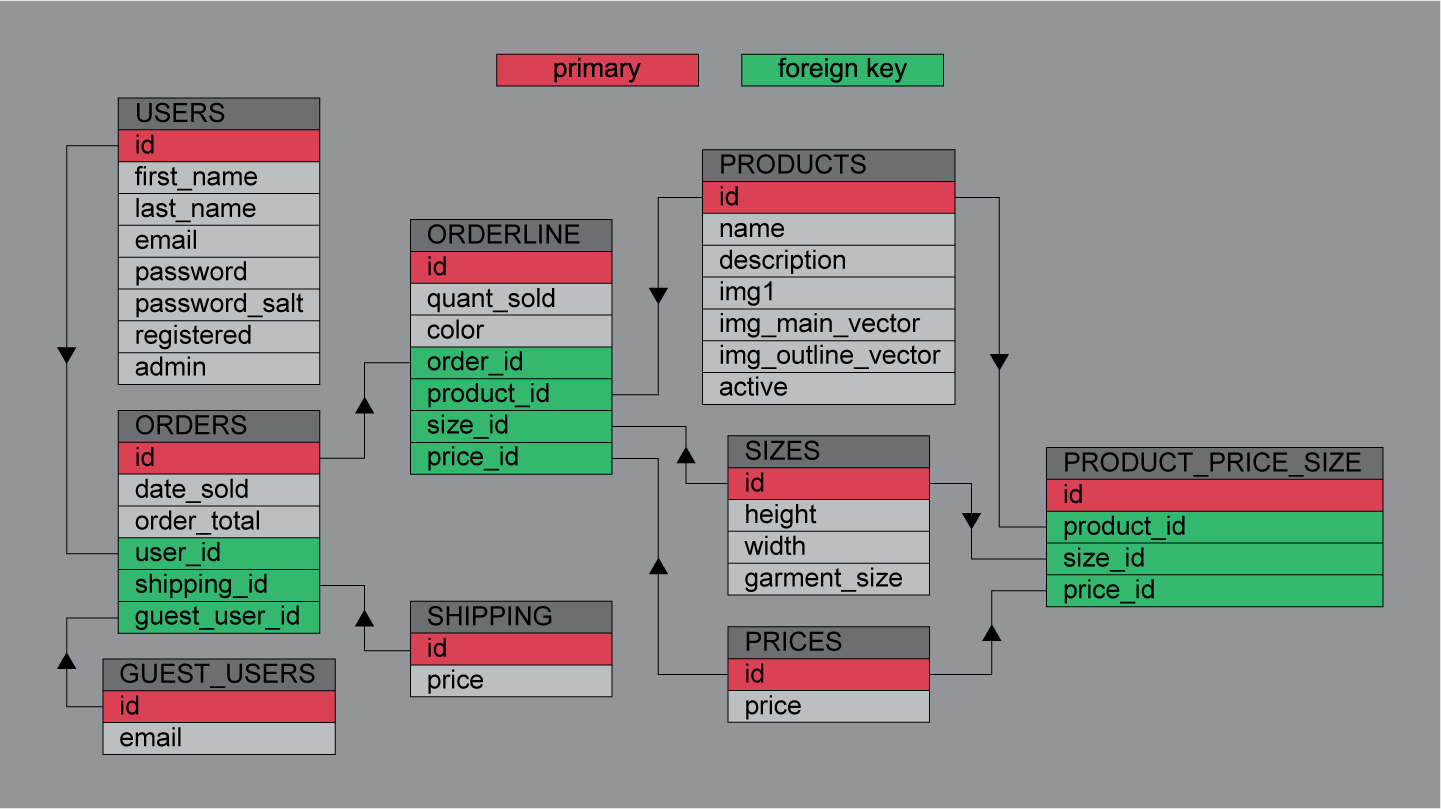 primary
foreign key
USERS
id
first_name
last_name
email
password
password_salt
registered
admin
ORDERS
id
date_sold
order_total
user_id
shipping_id
guest_user_id
GUEST_USERS
id
email
ORDERLINE
id
quant_sold
color
order_id
product_id
size_id
price_id
SHIPPING
id
price
PRODUCTS
id
name
description
img1
img_main_vector
img_outline_vector
active
SIZES
id
height
width
garment_size
PRICES
id
price
PRODUCT_PRICE_SIZE
id
product_id
size_id
price_id